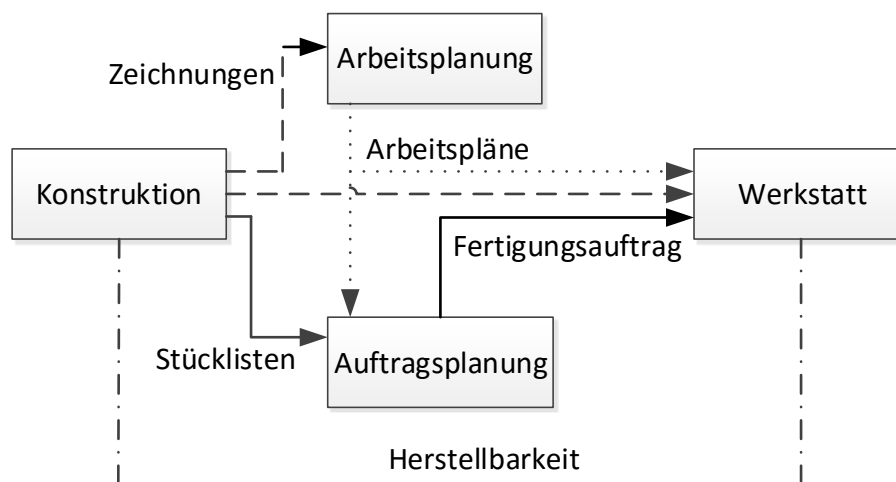 Arbeitsplanung
Zeichnungen
Arbeitspläne
Konstruktion
Werkstatt
Fertigungsauftrag
Stücklisten
Auftragsplanung
Herstellbarkeit